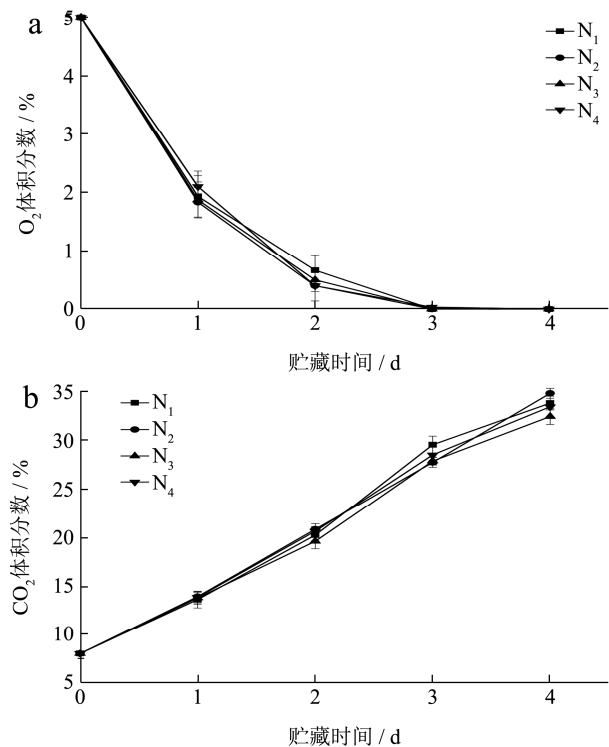 a
5
4
3
2
1
0
O₂体积分数 / %
N₁
N₂
N₃
N₄
0 1 2 3 4
贮藏时间 / d
b
35
30
25
20
15
10
5
CO₂体积分数 / %
N₁
N₂
N₃
N₄
0 1 2 3 4
贮藏时间 / d